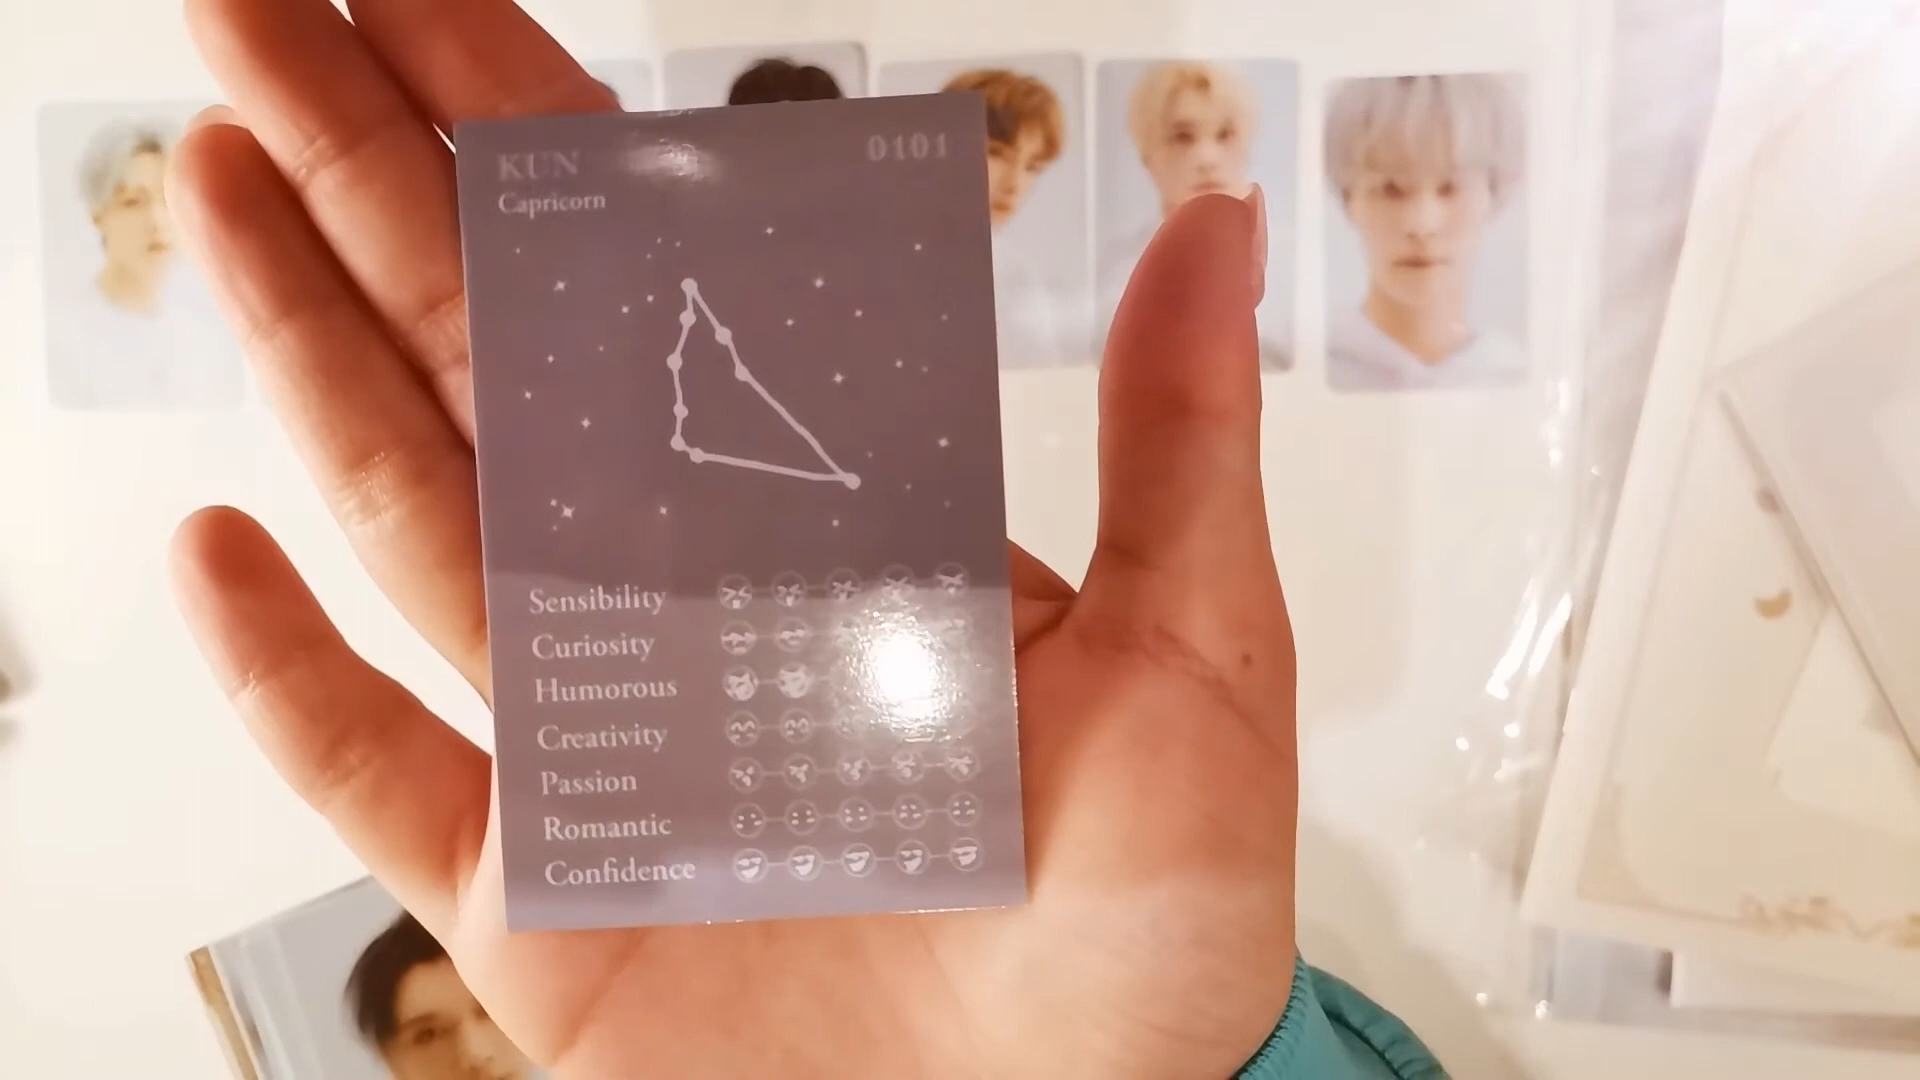 KUN 0101
Capricorn
Sensibility
Curiosity
Humorous
Creativity
Passion
Romantic
Confidence